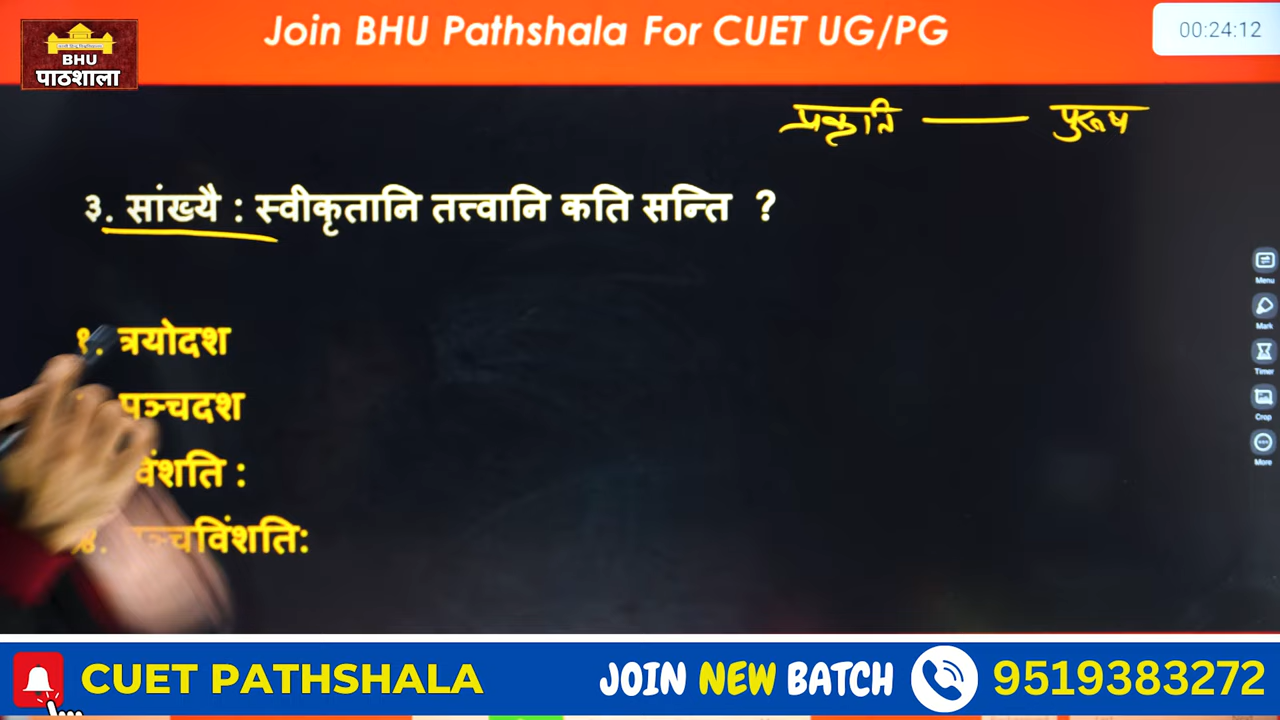 Join BHU Pathshala For CUET UG/PG
00:24:12
BHU
पाठशाला
प्रकृति — पुरुष
३. सांख्यै : स्वीकृतानि तत्त्वानि कति सन्ति ?
१. त्रयोदश
पञ्चदश
विंशति :
४. पञ्चविंशति:
Menu
Mark
Timer
Crop
More
CUET PATHSHALA
JOIN NEW BATCH
9519383272